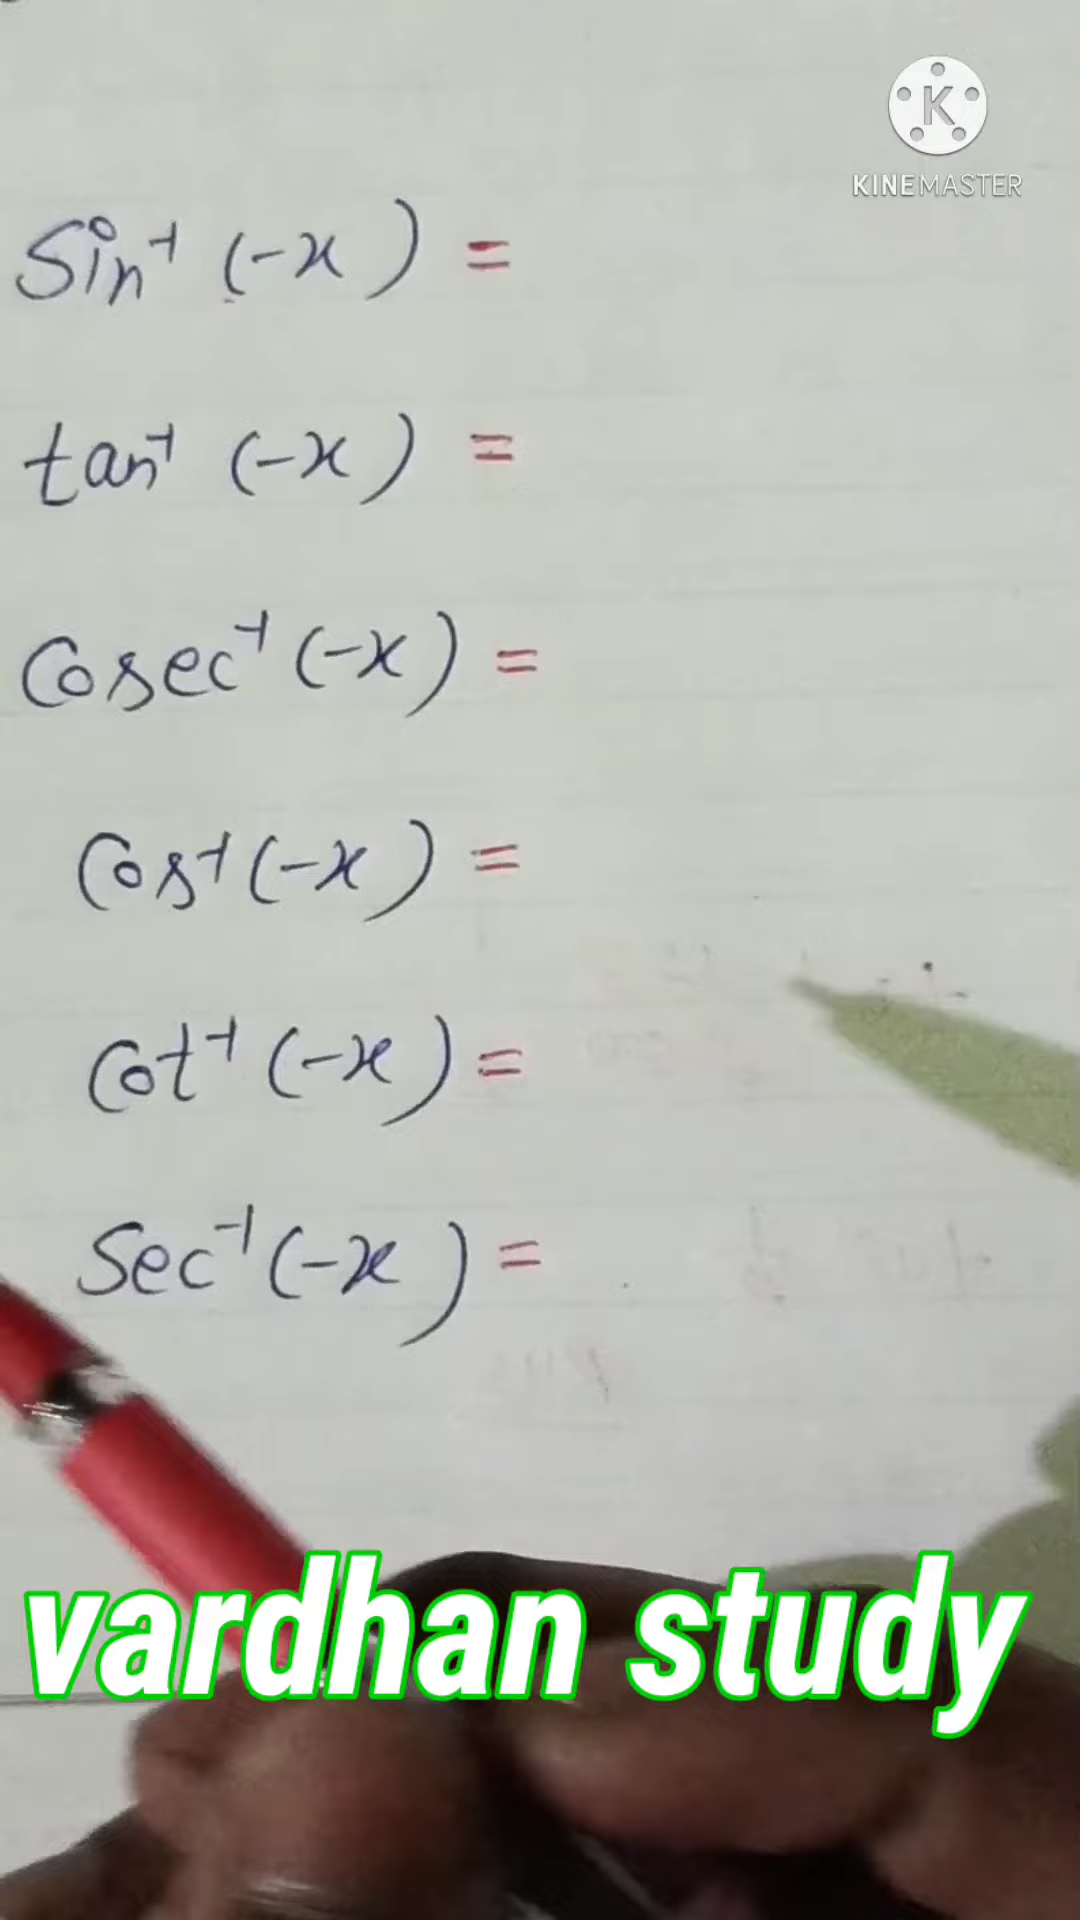 K
KINEMASTER
Sin⁻¹ (-x) =
tan⁻¹ (-x) =
Cosec⁻¹ (-x) =
Cos⁻¹ (-x) =
Cot⁻¹ (-x) =
Sec⁻¹ (-x) =
vardhan study